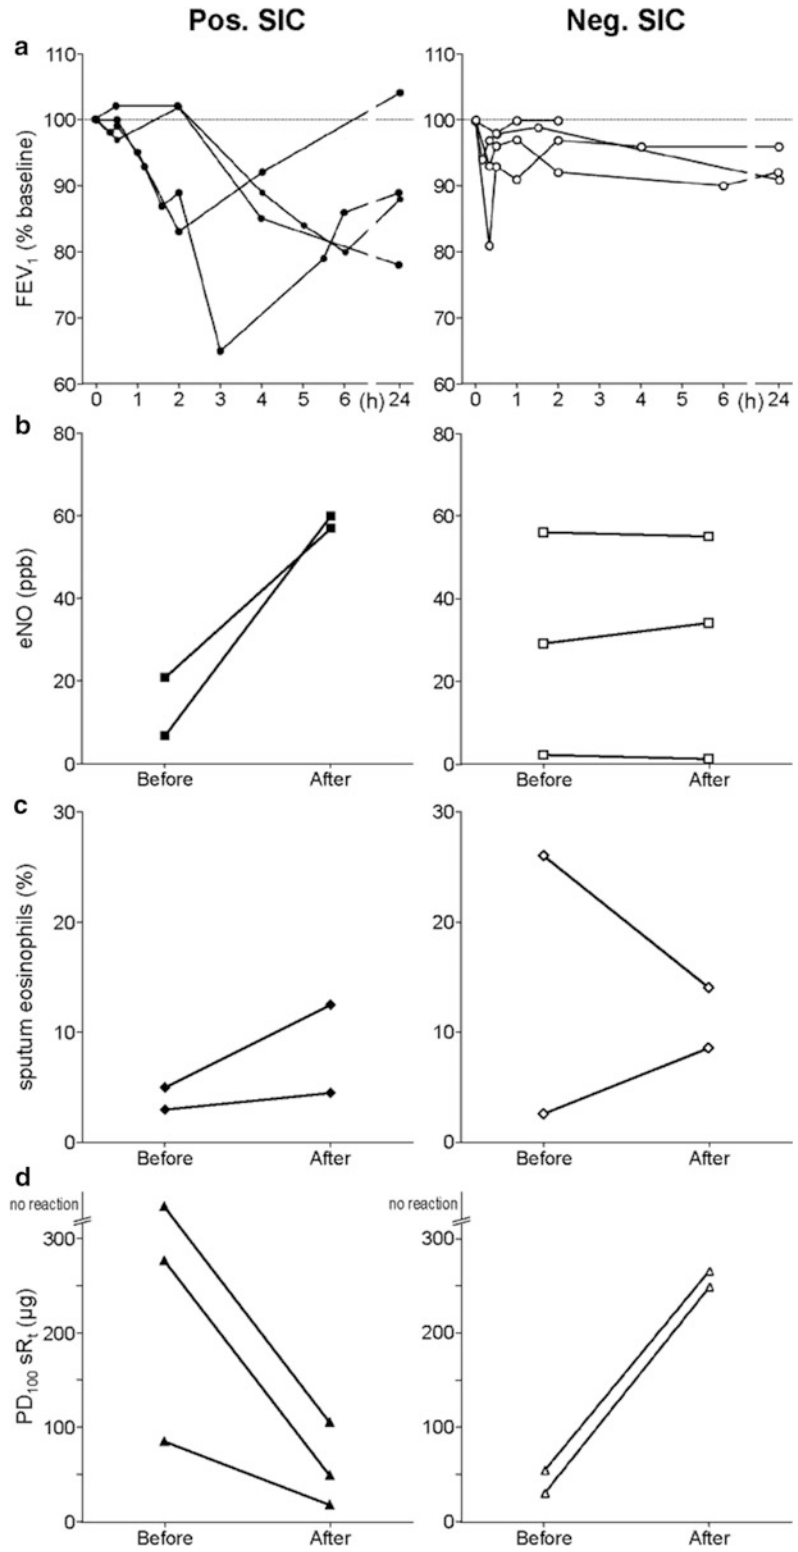 Pos. SIC Neg. SIC
a
110 110
100 100
90 90
80 80
70 70
60 60
FEV1 (% baseline)
0 1 2 3 4 5 6 (h) 24 0 1 2 3 4 5 6 (h) 24
b
80 80
60 60
40 40
20 20
0 0
eNO (ppb)
Before After Before After
c
30 30
20 20
10 10
0 0
sputum eosinophils (%)
Before After Before After
d
no reaction no reaction
300 300
200 200
100 100
0 0
PD100 sRt (µg)
Before After Before After